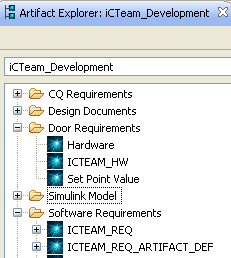 Artifact Explorer: iCTeam_Development
iCTeam_Development
CQ Requirements
Design Documents
Door Requirements
Hardware
ICTEAM_HW
Set Point Value
Simulink Model
Software Requirements
ICTEAM_REQ
ICTEAM_REQ_ARTIFACT_DEF